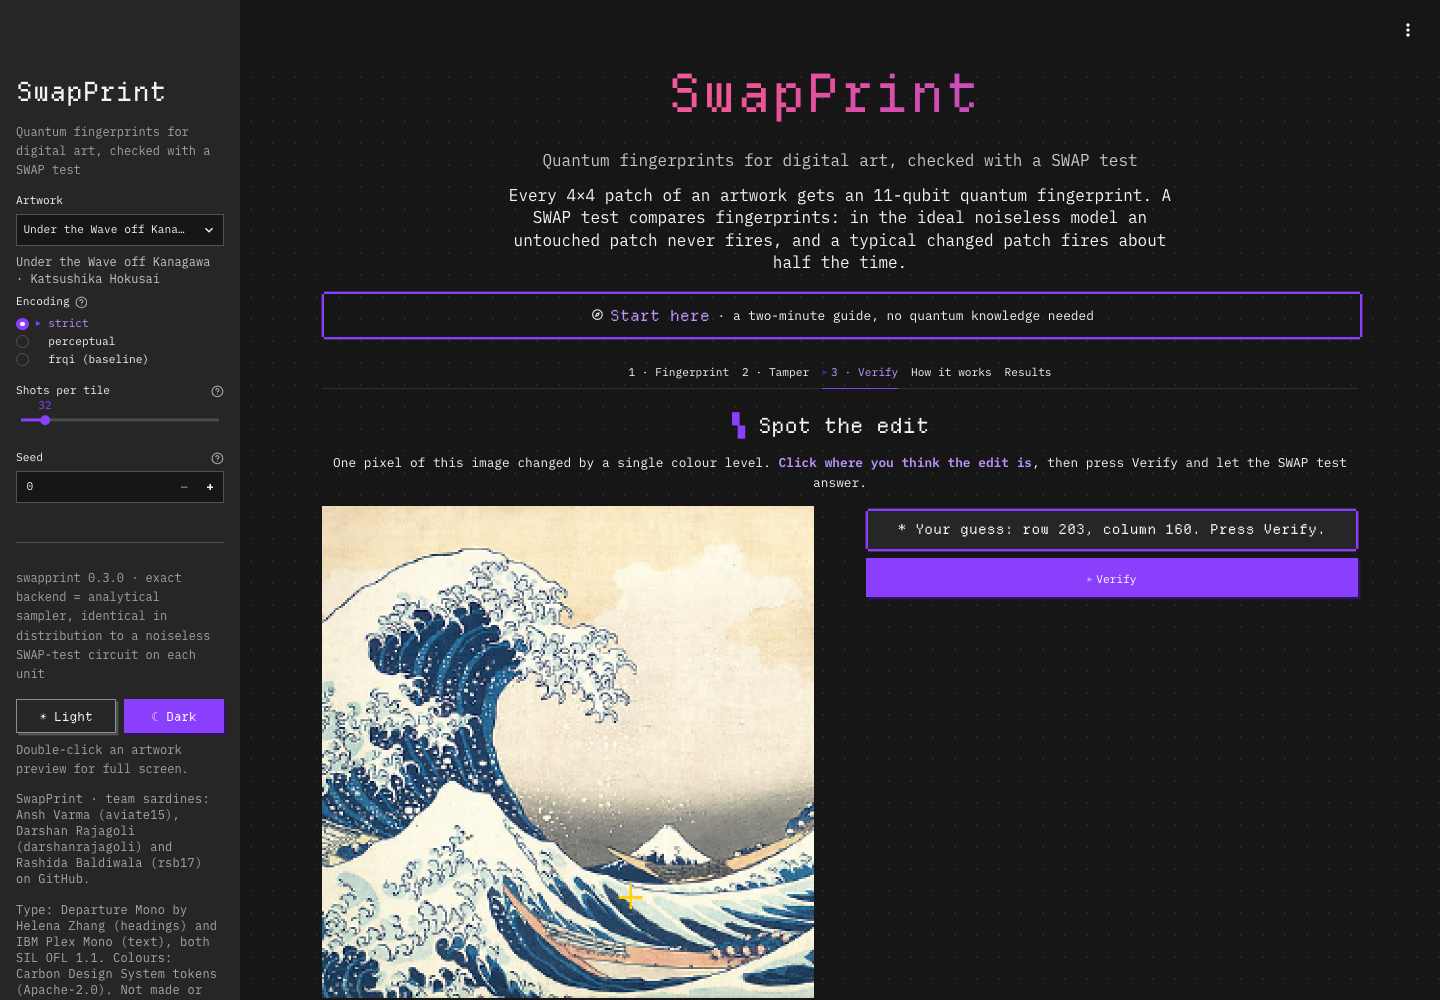 SwapPrint
Quantum fingerprints for
digital art, checked with a
SWAP test
Artwork
Under the Wave off Kana…
Under the Wave off Kanagawa
· Katsushika Hokusai
Encoding
▸ strict
perceptual
frqi (baseline)
Shots per tile
32
Seed
0
− +
swapprint 0.3.0 · exact
backend = analytical
sampler, identical in
distribution to a noiseless
SWAP-test circuit on each
unit
☀ Light
☾ Dark
Double-click an artwork
preview for full screen.
SwapPrint · team sardines:
Ansh Varma (aviate15),
Darshan Rajagoli
(darshanrajagoli) and
Rashida Baldiwala (rsb17)
on GitHub.
Type: Departure Mono by
Helena Zhang (headings) and
IBM Plex Mono (text), both
SIL OFL 1.1. Colours:
Carbon Design System tokens
(Apache-2.0). Not made or
SwapPrint
Quantum fingerprints for digital art, checked with a SWAP test
Every 4×4 patch of an artwork gets an 11-qubit quantum fingerprint. A
SWAP test compares fingerprints: in the ideal noiseless model an
untouched patch never fires, and a typical changed patch fires about
half the time.
Start here · a two-minute guide, no quantum knowledge needed
1 · Fingerprint 2 · Tamper ▸ 3 · Verify How it works Results
Spot the edit
One pixel of this image changed by a single colour level. Click where you think the edit is, then press Verify and let the SWAP test
answer.
* Your guess: row 203, column 160. Press Verify.
▸ Verify